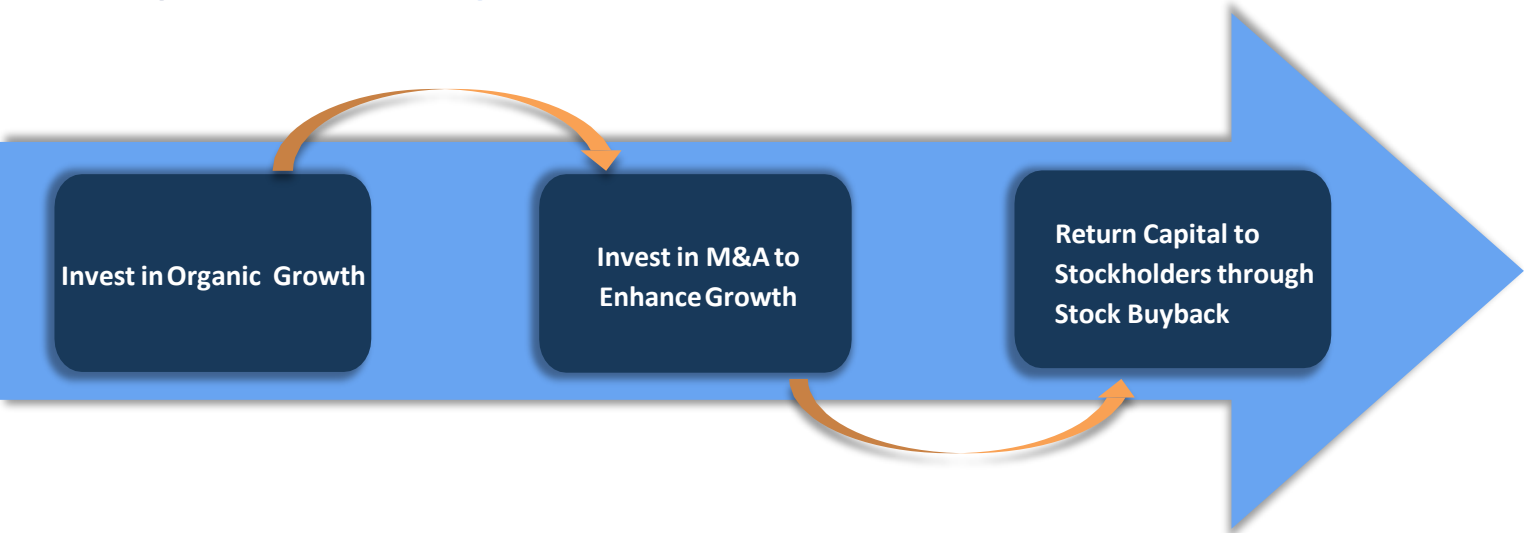 Invest in Organic Growth
Invest in M&A to
Enhance Growth
Return Capital to
Stockholders through
Stock Buyback